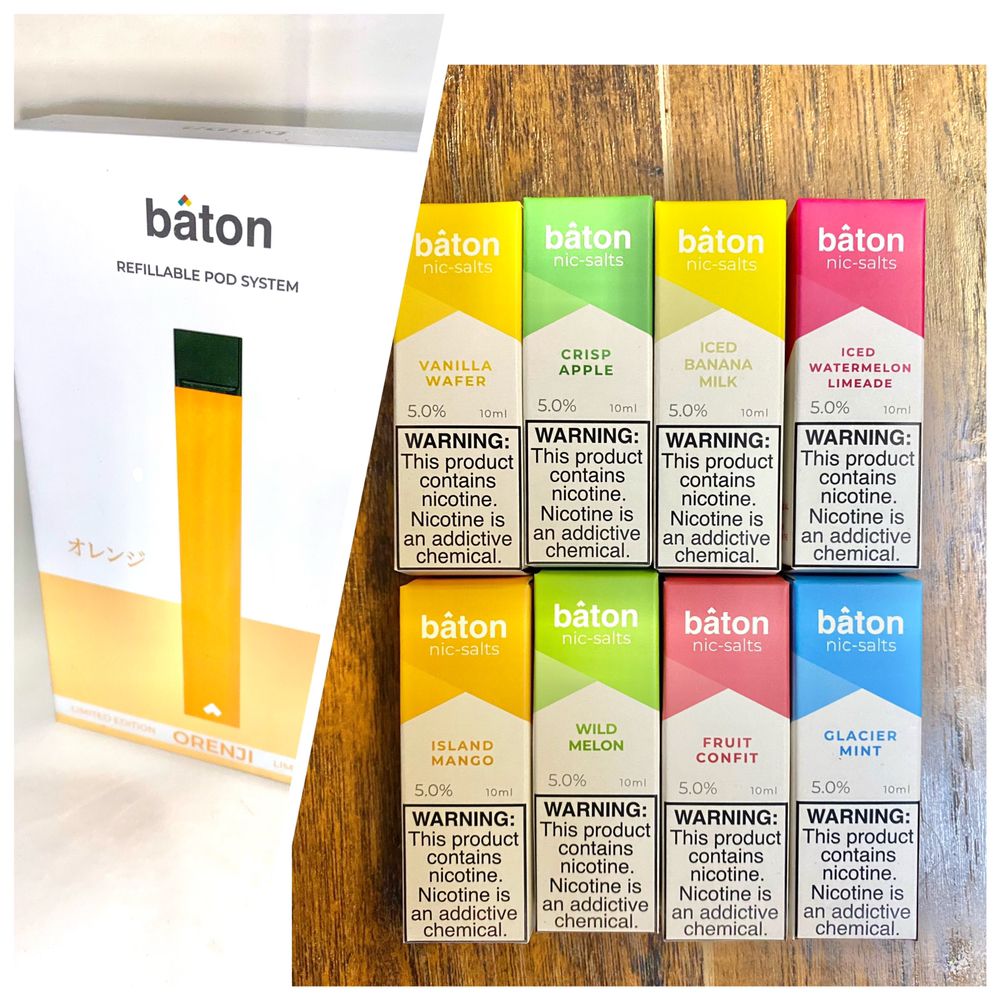 bâton
bâton
REFILLABLE POD SYSTEM
オレンジ
LIMITED EDITION
ORENJI
bâton
nic-salts
VANILLA
WAFER
5.0% 10ml
WARNING:
This product
contains
nicotine.
Nicotine is
an addictive
chemical.
bâton
nic-salts
CRISP
APPLE
5.0% 10ml
WARNING:
This product
contains
nicotine.
Nicotine is
an addictive
chemical.
bâton
nic-salts
ICED
BANANA
MILK
5.0% 10ml
WARNING:
This product
contains
nicotine.
Nicotine is
an addictive
chemical.
bâton
nic-salts
ICED
WATERMELON
LIMEADE
5.0% 10ml
WARNING:
This product
contains
nicotine.
Nicotine is
an addictive
chemical.
bâton
nic-salts
ISLAND
MANGO
5.0% 10ml
WARNING:
This product
contains
nicotine.
Nicotine is
an addictive
chemical.
bâton
nic-salts
WILD
MELON
5.0% 10ml
WARNING:
This product
contains
nicotine.
Nicotine is
an addictive
chemical.
bâton
nic-salts
FRUIT
CONFIT
5.0% 10ml
WARNING:
This product
contains
nicotine.
Nicotine is
an addictive
chemical.
bâton
nic-salts
GLACIER
MINT
5.0% 10ml
WARNING:
This product
contains
nicotine.
Nicotine is
an addictive
chemical.